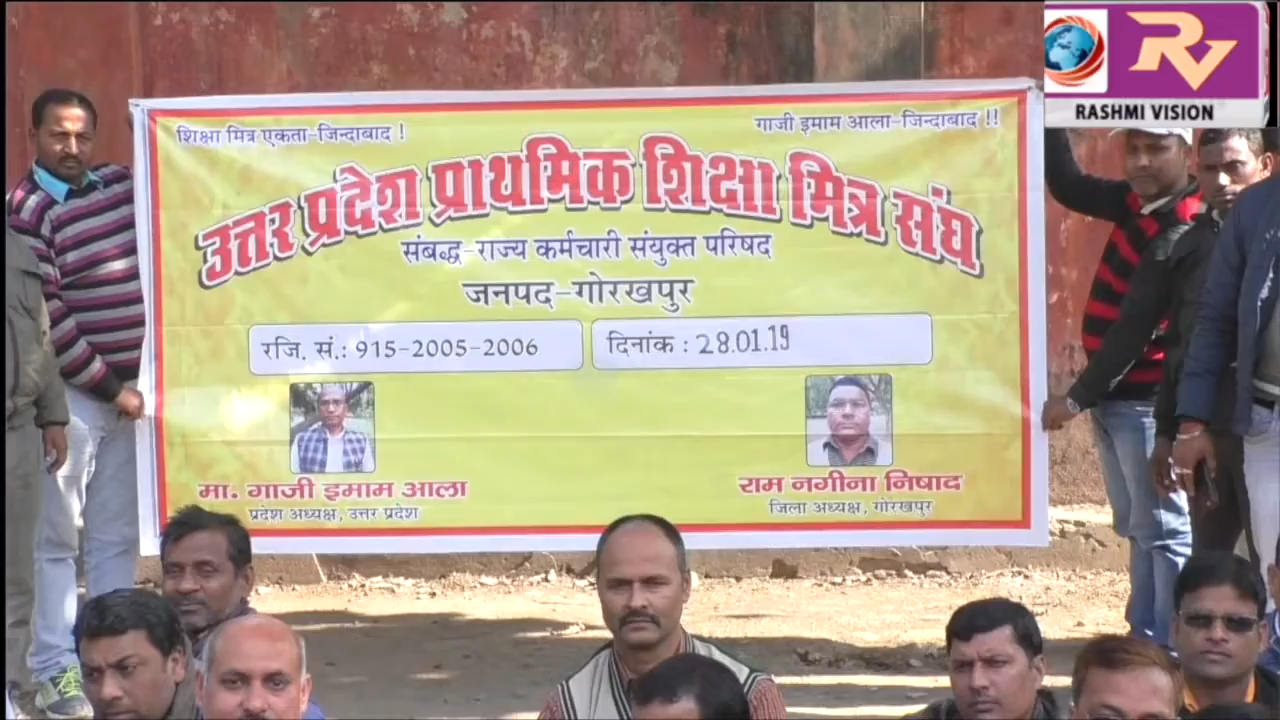 RV
RASHMI VISION
शिक्षा मित्र एकता-जिन्दाबाद !
गाजी इमाम आला-जिन्दाबाद !!
उत्तर प्रदेश प्राथमिक शिक्षा मित्र संघ
संबद्ध-राज्य कर्मचारी संयुक्त परिषद
जनपद-गोरखपुर
रजि. सं.: 915-2005-2006
दिनांक : 28.01.19
मा. गाजी इमाम आला
प्रदेश अध्यक्ष, उत्तर प्रदेश
राम नगीना निषाद
जिला अध्यक्ष, गोरखपुर